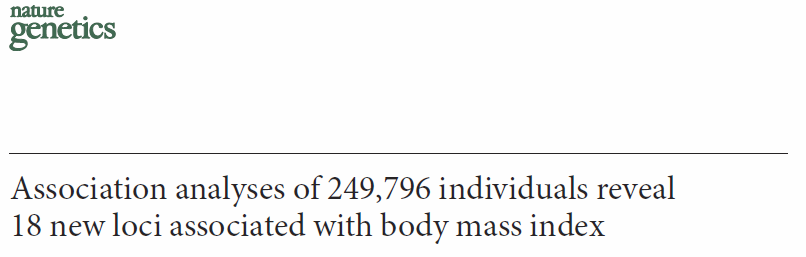 nature
genetics
Association analyses of 249,796 individuals reveal
18 new loci associated with body mass index